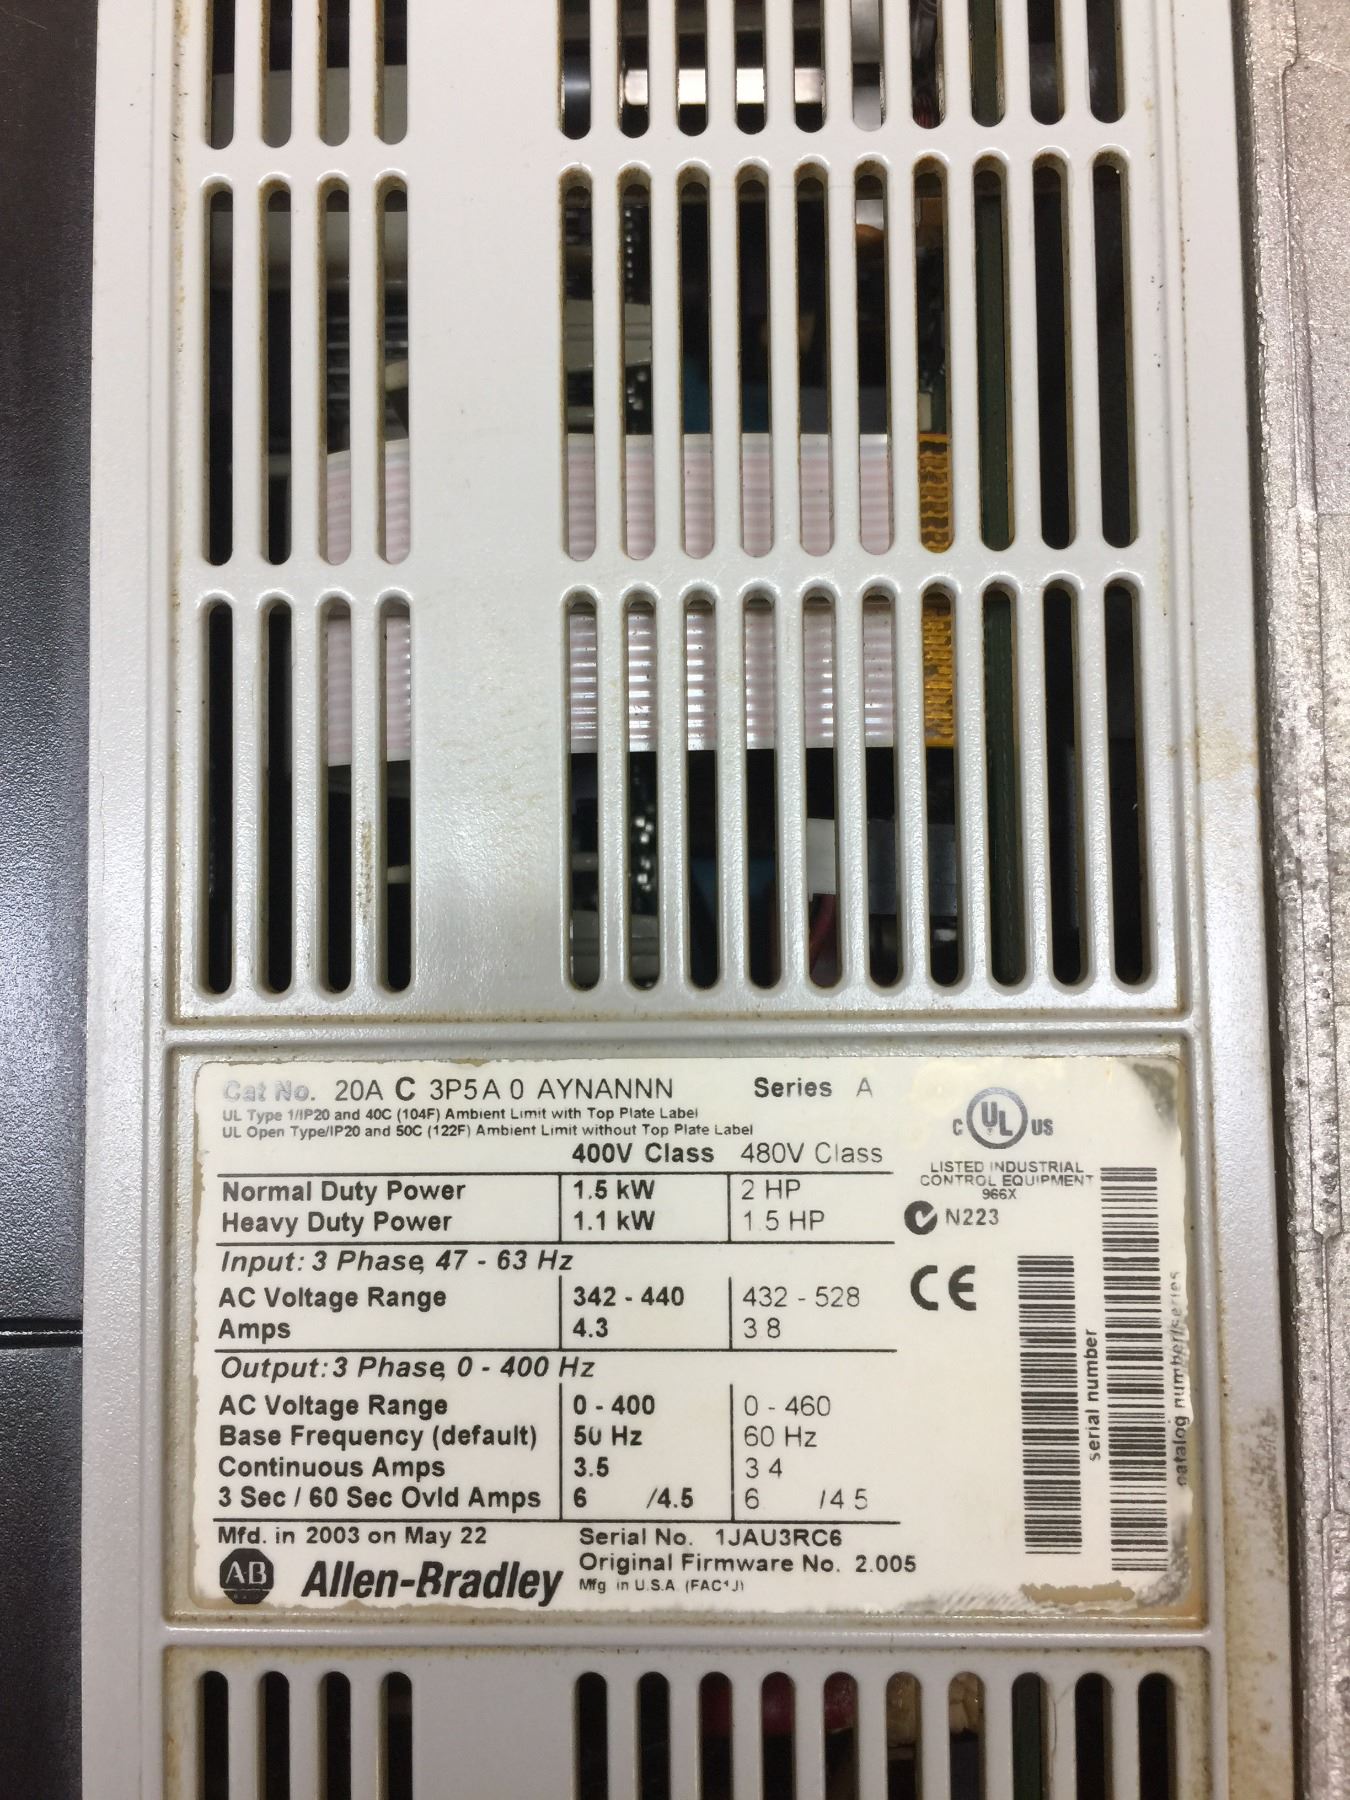 Cat No. 20A C 3P5 A 0 AYNANNN Series A
UL Type 1/IP20 and 40C (104F) Ambient Limit with Top Plate Label
UL Open Type/IP20 and 50C (122F) Ambient Limit without Top Plate Label
400V Class 480V Class
Normal Duty Power 1.5 kW 2 HP
Heavy Duty Power 1.1 kW 1.5 HP
Input: 3 Phase, 47 - 63 Hz
AC Voltage Range 342 - 440 432 - 528
Amps 4.3 3 8
Output: 3 Phase, 0 - 400 Hz
AC Voltage Range 0 - 400 0 - 460
Base Frequency (default) 50 Hz 60 Hz
Continuous Amps 3.5 3 4
3 Sec / 60 Sec Ovld Amps 6 /4.5 6 /4 5
Mfd. in 2003 on May 22 Serial No. 1JAU3RC6
Original Firmware No. 2.005
AB Allen-Bradley Mfg in U.S.A (FAC 1J)
C UL US
LISTED INDUSTRIAL
CONTROL EQUIPMENT
966X
N223
CE
serial number
catalog number/series